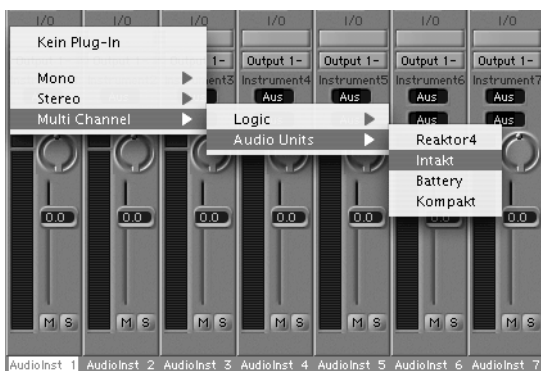 I/O I/O I/O I/O I/O I/O I/O
Kein Plug-In
Mono
Stereo
Multi Channel
Logic
Audio Units
Reaktor4
Intakt
Battery
Kompakt
1- Output 1- Output 1- Output 1- Output 1-
ent3 Instrument4 Instrument5 Instrument6 Instrument7
Aus Aus Aus Aus
Aus Aus
0.0 0.0 0.0 0.0 0.0 0.0
M S M S M S M S M S M S M S
AudioInst 1 AudioInst 2 AudioInst 3 AudioInst 4 AudioInst 5 AudioInst 6 AudioInst 7